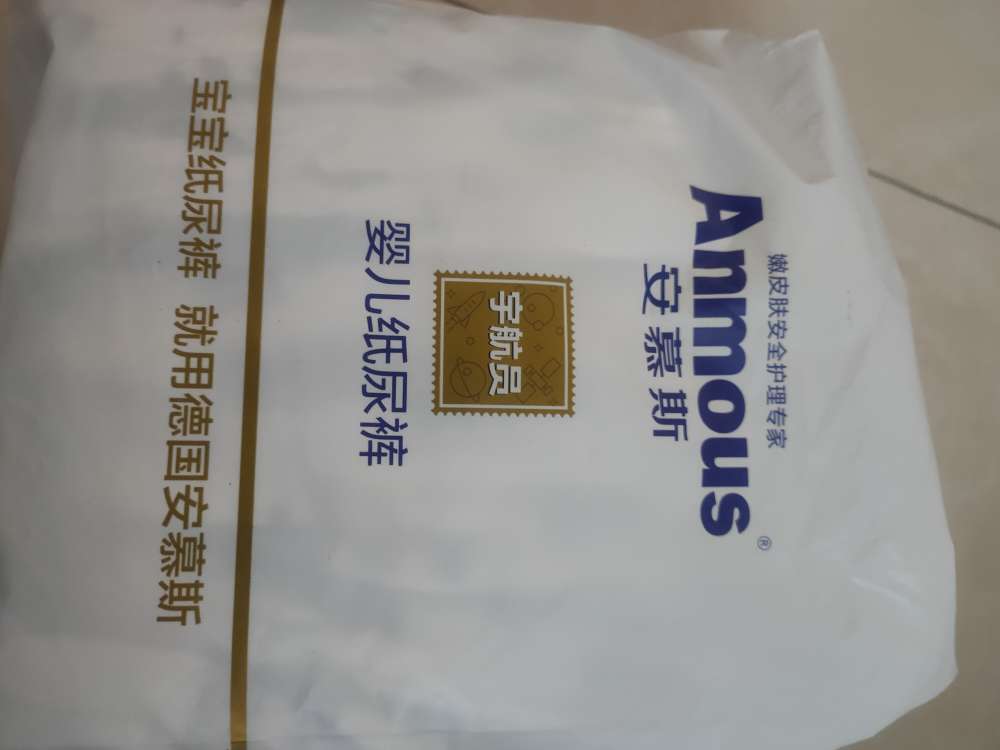 嫩皮肤安全护理专家
Anmous®
安慕斯
宇航员
婴儿纸尿裤
宝宝纸尿裤 就用德国安慕斯